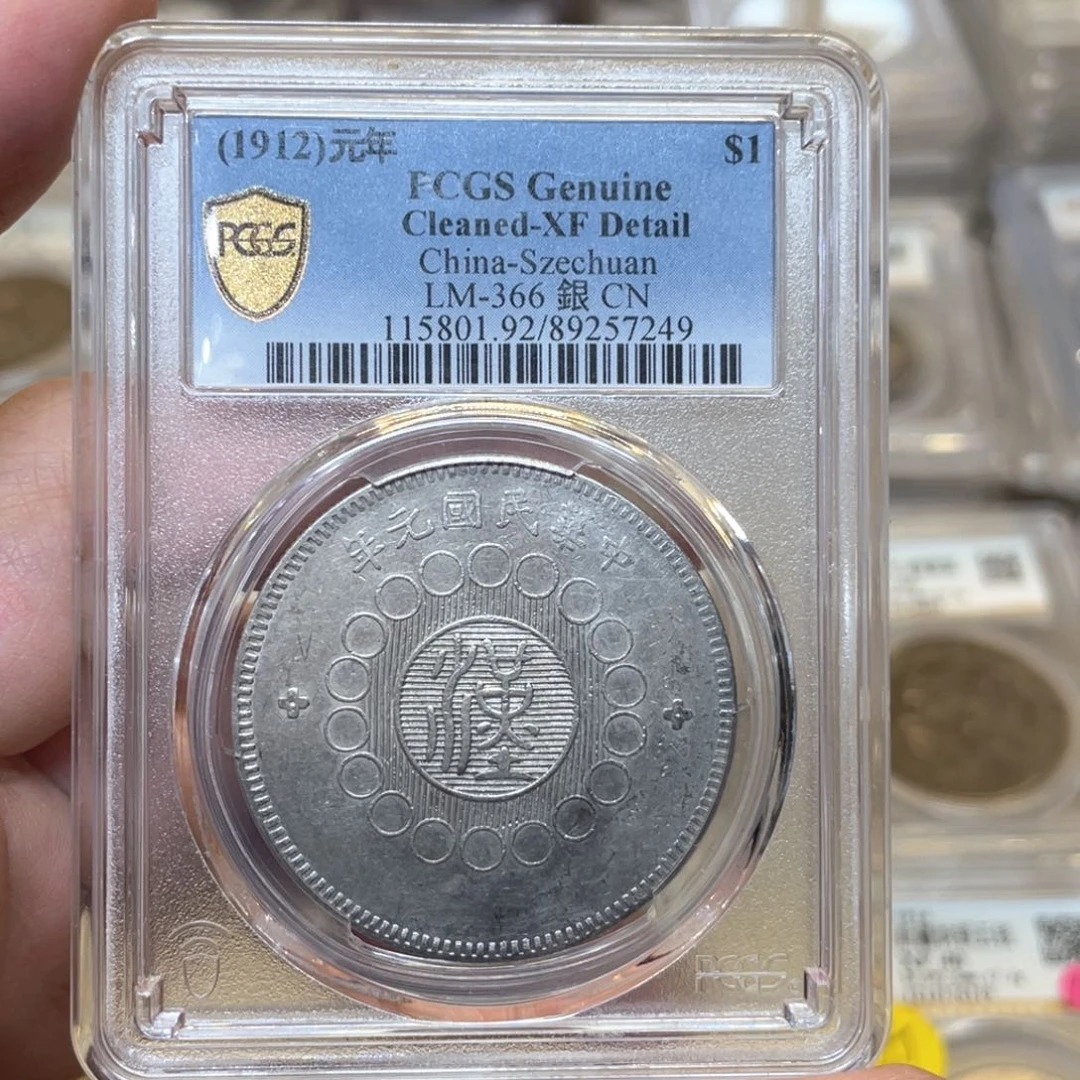 (1912)元年 $1
PCGS Genuine
Cleaned-XF Detail
PCGS
China-Szechuan
LM-366 銀 CN
115801.92/89257249
年元國民華中
漢
PCGS